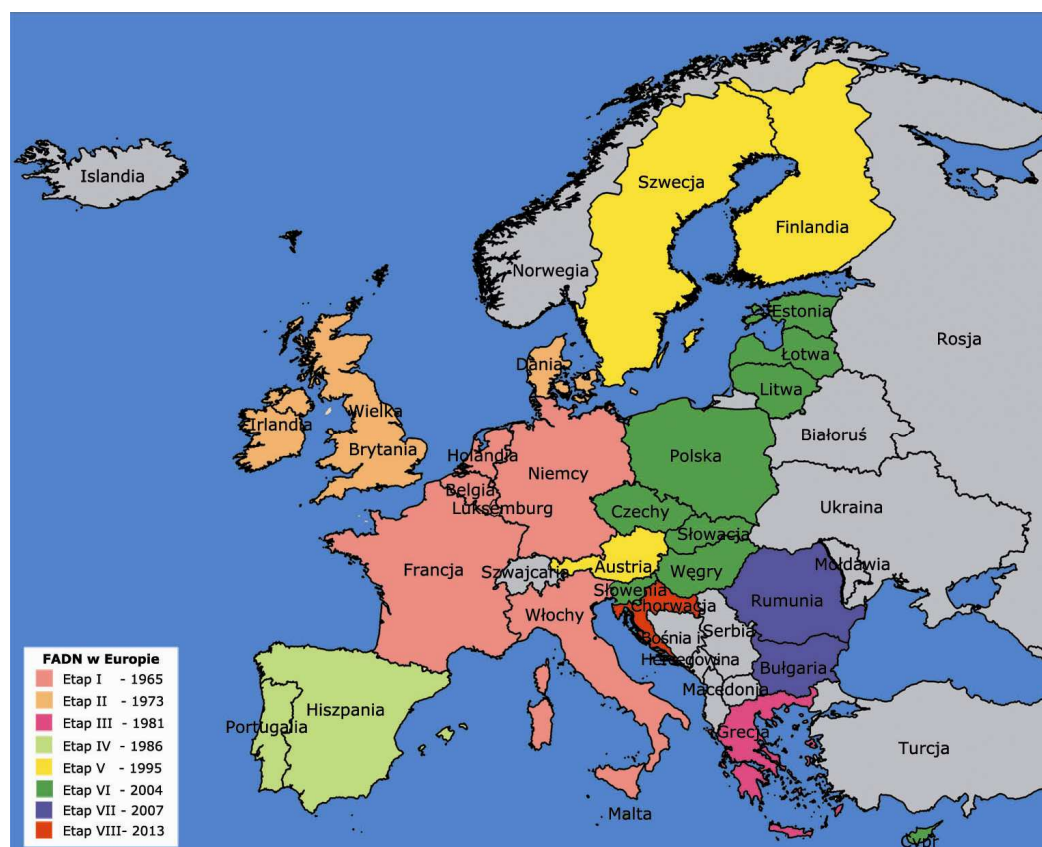 Islandia
Szwecja
Finlandia
Norwegia
Estonia
Rosja
Łotwa
Dania
Litwa
Wielka
Brytania
Irlandia
Białoruś
Holandia
Niemcy
Polska
Belgia
Luksemburg
Czechy
Ukraina
Słowacja
Francja
Szwajcaria
Austria
Węgry
Mołdawia
Słowenia
Chorwacja
Rumunia
Włochy
Serbia
Bośnia i
Hercegowina
Bułgaria
Macedonia
Hiszpania
Portugalia
Grecja
Turcja
Malta
Cypr
FADN w Europie
Etap I - 1965
Etap II - 1973
Etap III - 1981
Etap IV - 1986
Etap V - 1995
Etap VI - 2004
Etap VII - 2007
Etap VIII- 2013